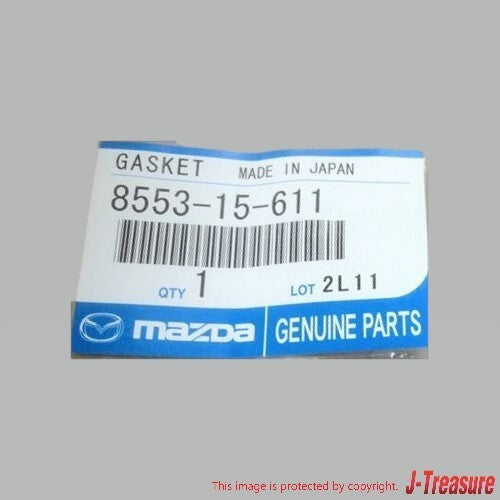 GASKET MADE IN JAPAN
8553-15-611
QTY 1 LOT 2L11
mazda GENUINE PARTS
This image is protected by copyright. J-Treasure